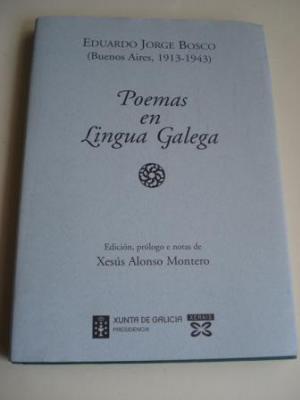 EDUARDO JORGE BOSCO
(Buenos Aires, 1913-1943)
Poemas
en
Lingua Galega
Edición, prólogo e notas de
Xesús Alonso Montero
XUNTA DE GALICIA
PRESIDENCIA
XERAIS